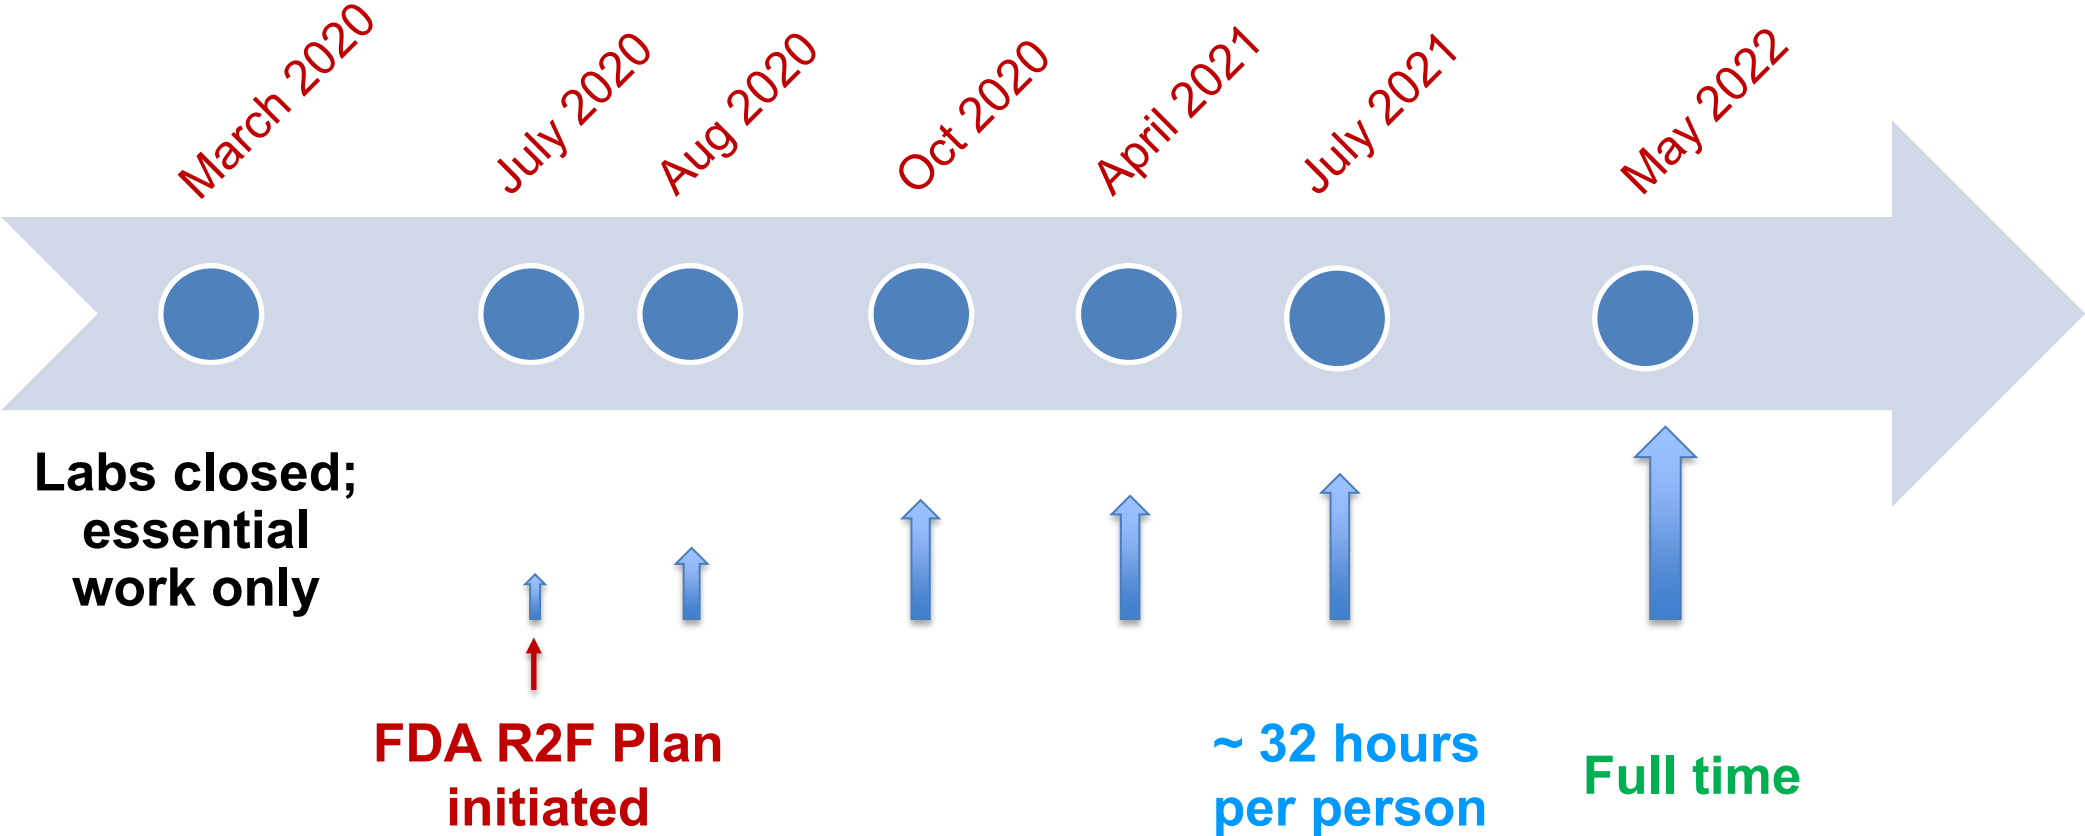 March 2020
July 2020
Aug 2020
Oct 2020
April 2021
July 2021
May 2022
Labs closed;
essential
work only
FDA R2F Plan
initiated
~ 32 hours
per person
Full time